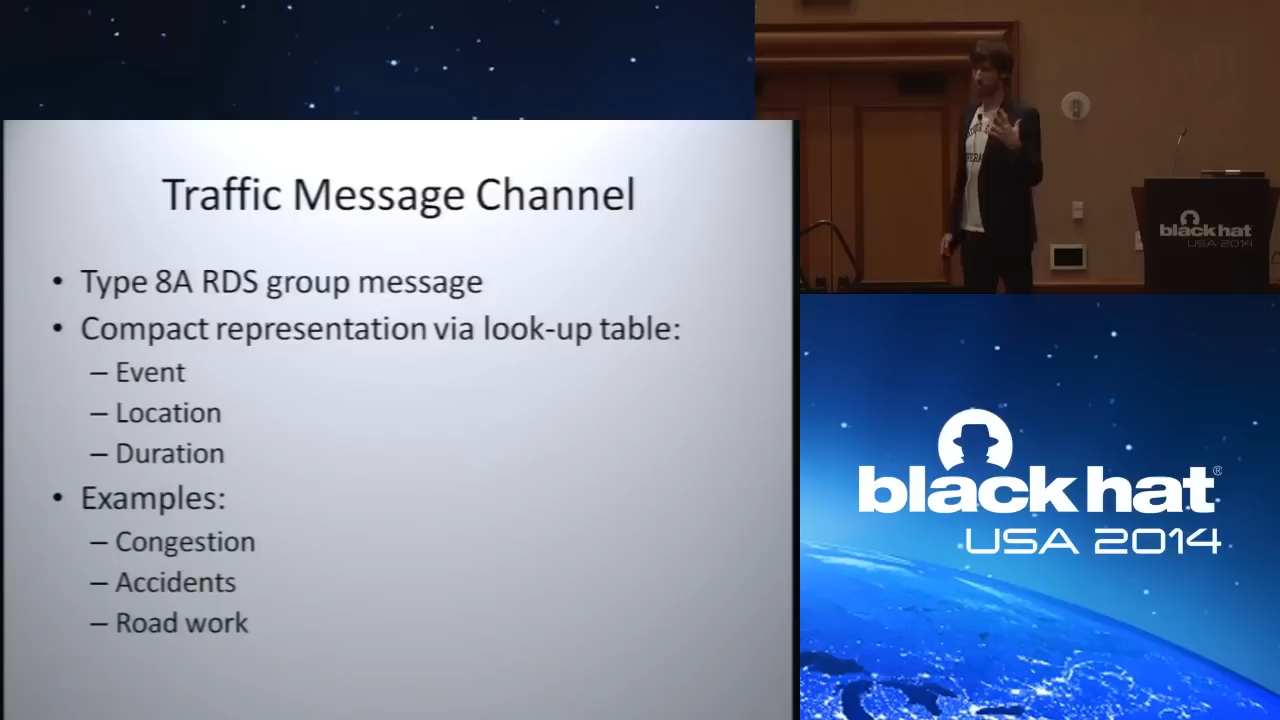 Traffic Message Channel
• Type 8A RDS group message
• Compact representation via look-up table:
– Event
– Location
– Duration
• Examples:
– Congestion
– Accidents
– Road work
black hat
USA 2014
black hat®
USA 2014